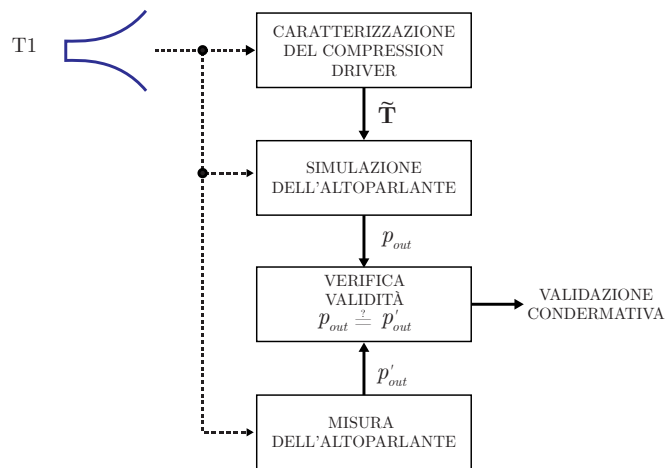 T1
CARATTERIZZAZIONE
DEL COMPRESSION
DRIVER
T̃
SIMULAZIONE
DELL'ALTOPARLANTE
p_out
VERIFICA
VALIDITÀ
p_out ≟ p'_out
VALIDAZIONE
CONDERMATIVA
p'_out
MISURA
DELL'ALTOPARLANTE